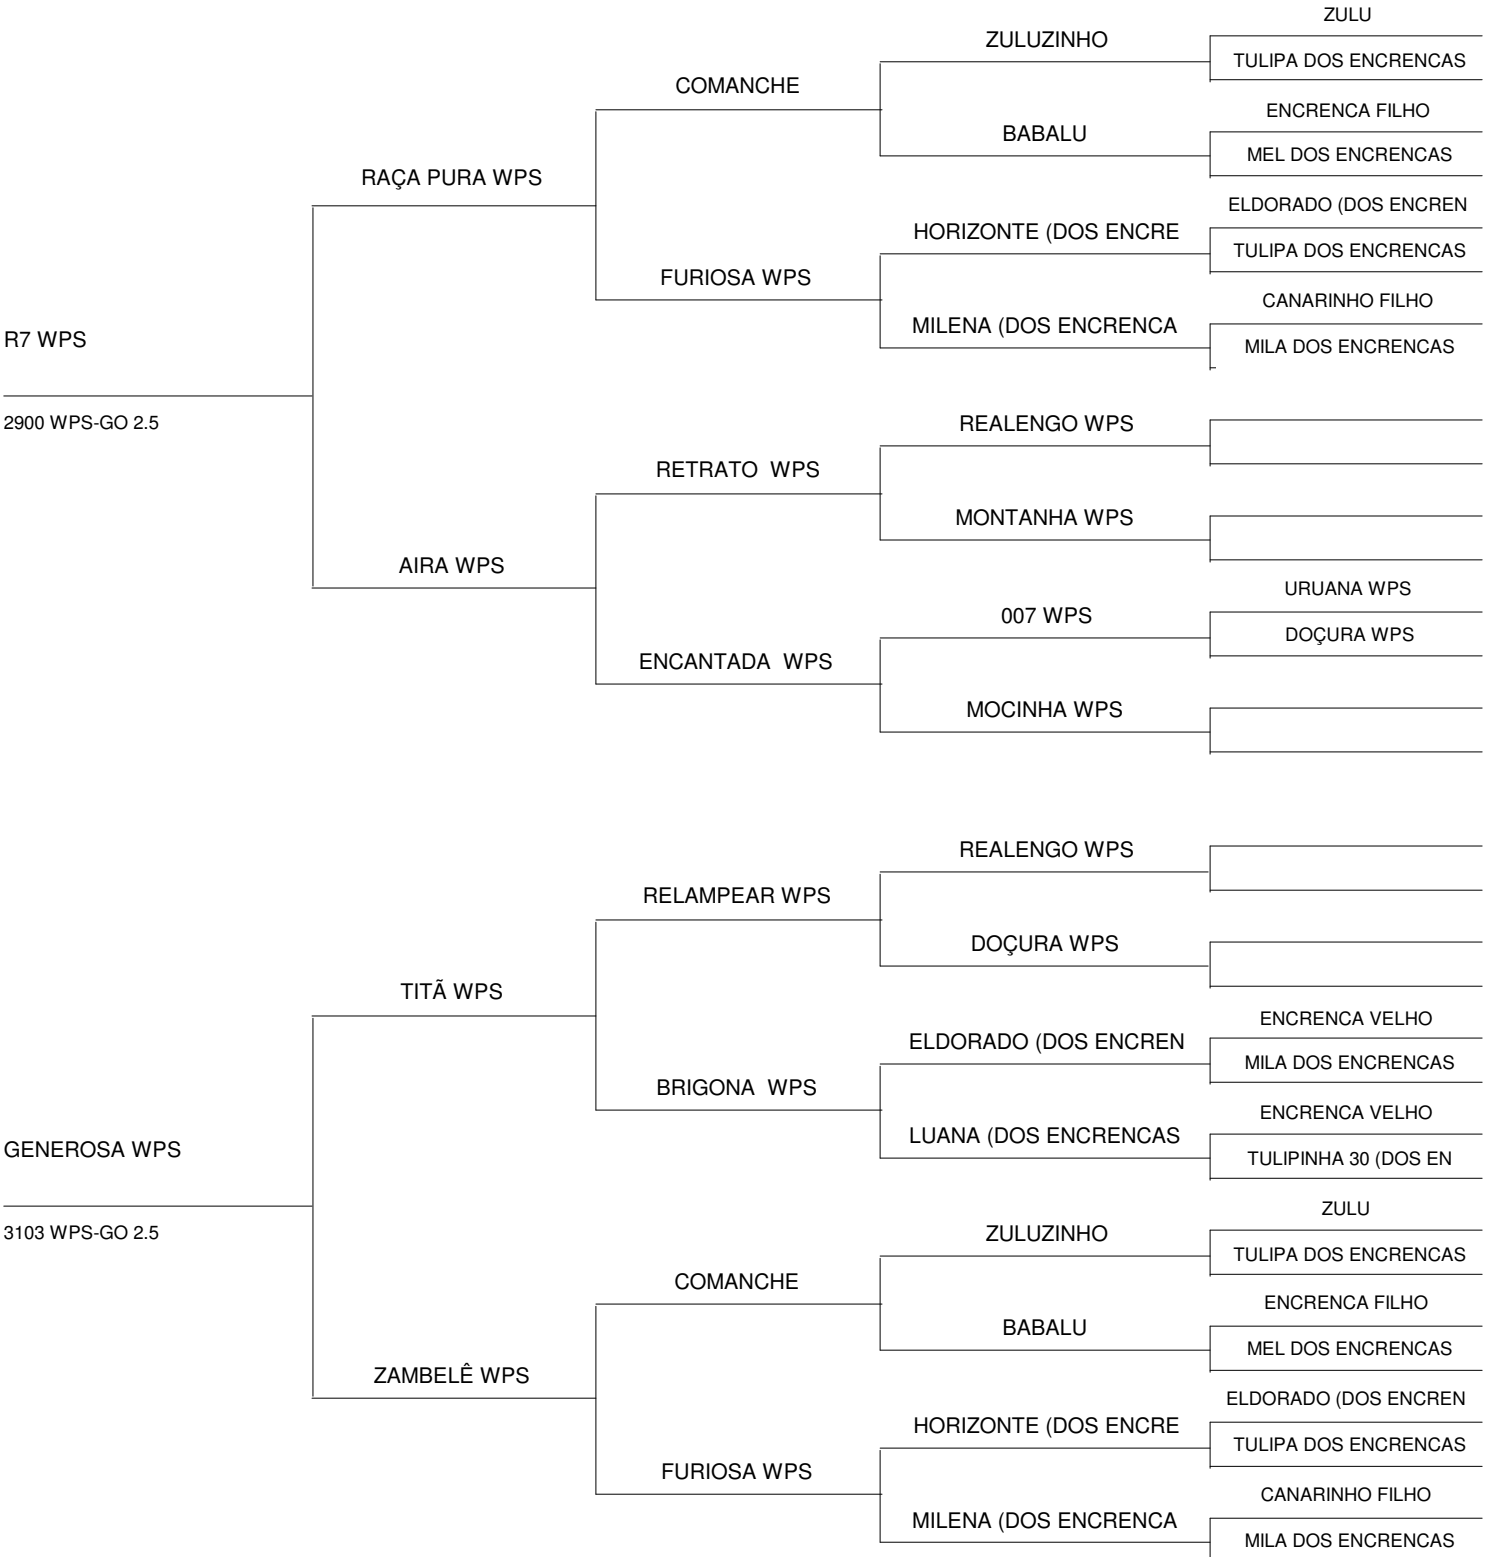 ZULU
ZULUZINHO
TULIPA DOS ENCRENCAS
COMANCHE
ENCRENCA FILHO
BABALU
MEL DOS ENCRENCAS
RAÇA PURA WPS
ELDORADO (DOS ENCREN
HORIZONTE (DOS ENCRE
TULIPA DOS ENCRENCAS
FURIOSA WPS
CANARINHO FILHO
MILENA (DOS ENCRENCA
MILA DOS ENCRENCAS
R7 WPS
2900 WPS-GO 2.5
REALENGO WPS
RETRATO  WPS
MONTANHA WPS
AIRA WPS
URUANA WPS
007 WPS
DOÇURA WPS
ENCANTADA  WPS
MOCINHA WPS
REALENGO WPS
RELAMPEAR WPS
DOÇURA WPS
TITÃ WPS
ENCRENCA VELHO
ELDORADO (DOS ENCREN
MILA DOS ENCRENCAS
BRIGONA  WPS
ENCRENCA VELHO
LUANA (DOS ENCRENCAS
TULIPINHA 30 (DOS EN
GENEROSA WPS
3103 WPS-GO 2.5
ZULU
ZULUZINHO
TULIPA DOS ENCRENCAS
COMANCHE
ENCRENCA FILHO
BABALU
MEL DOS ENCRENCAS
ZAMBELÊ WPS
ELDORADO (DOS ENCREN
HORIZONTE (DOS ENCRE
TULIPA DOS ENCRENCAS
FURIOSA WPS
CANARINHO FILHO
MILENA (DOS ENCRENCA
MILA DOS ENCRENCAS